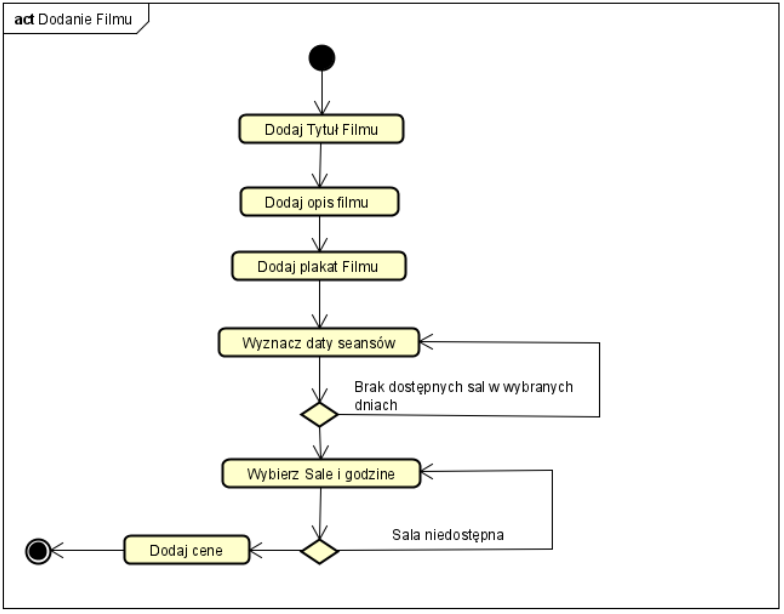 act Dodanie Filmu
Dodaj Tytuł Filmu
Dodaj opis filmu
Dodaj plakat Filmu
Wyznacz daty seansów
Brak dostępnych sal w wybranych
dniach
Wybierz Sale i godzine
Sala niedostępna
Dodaj cene